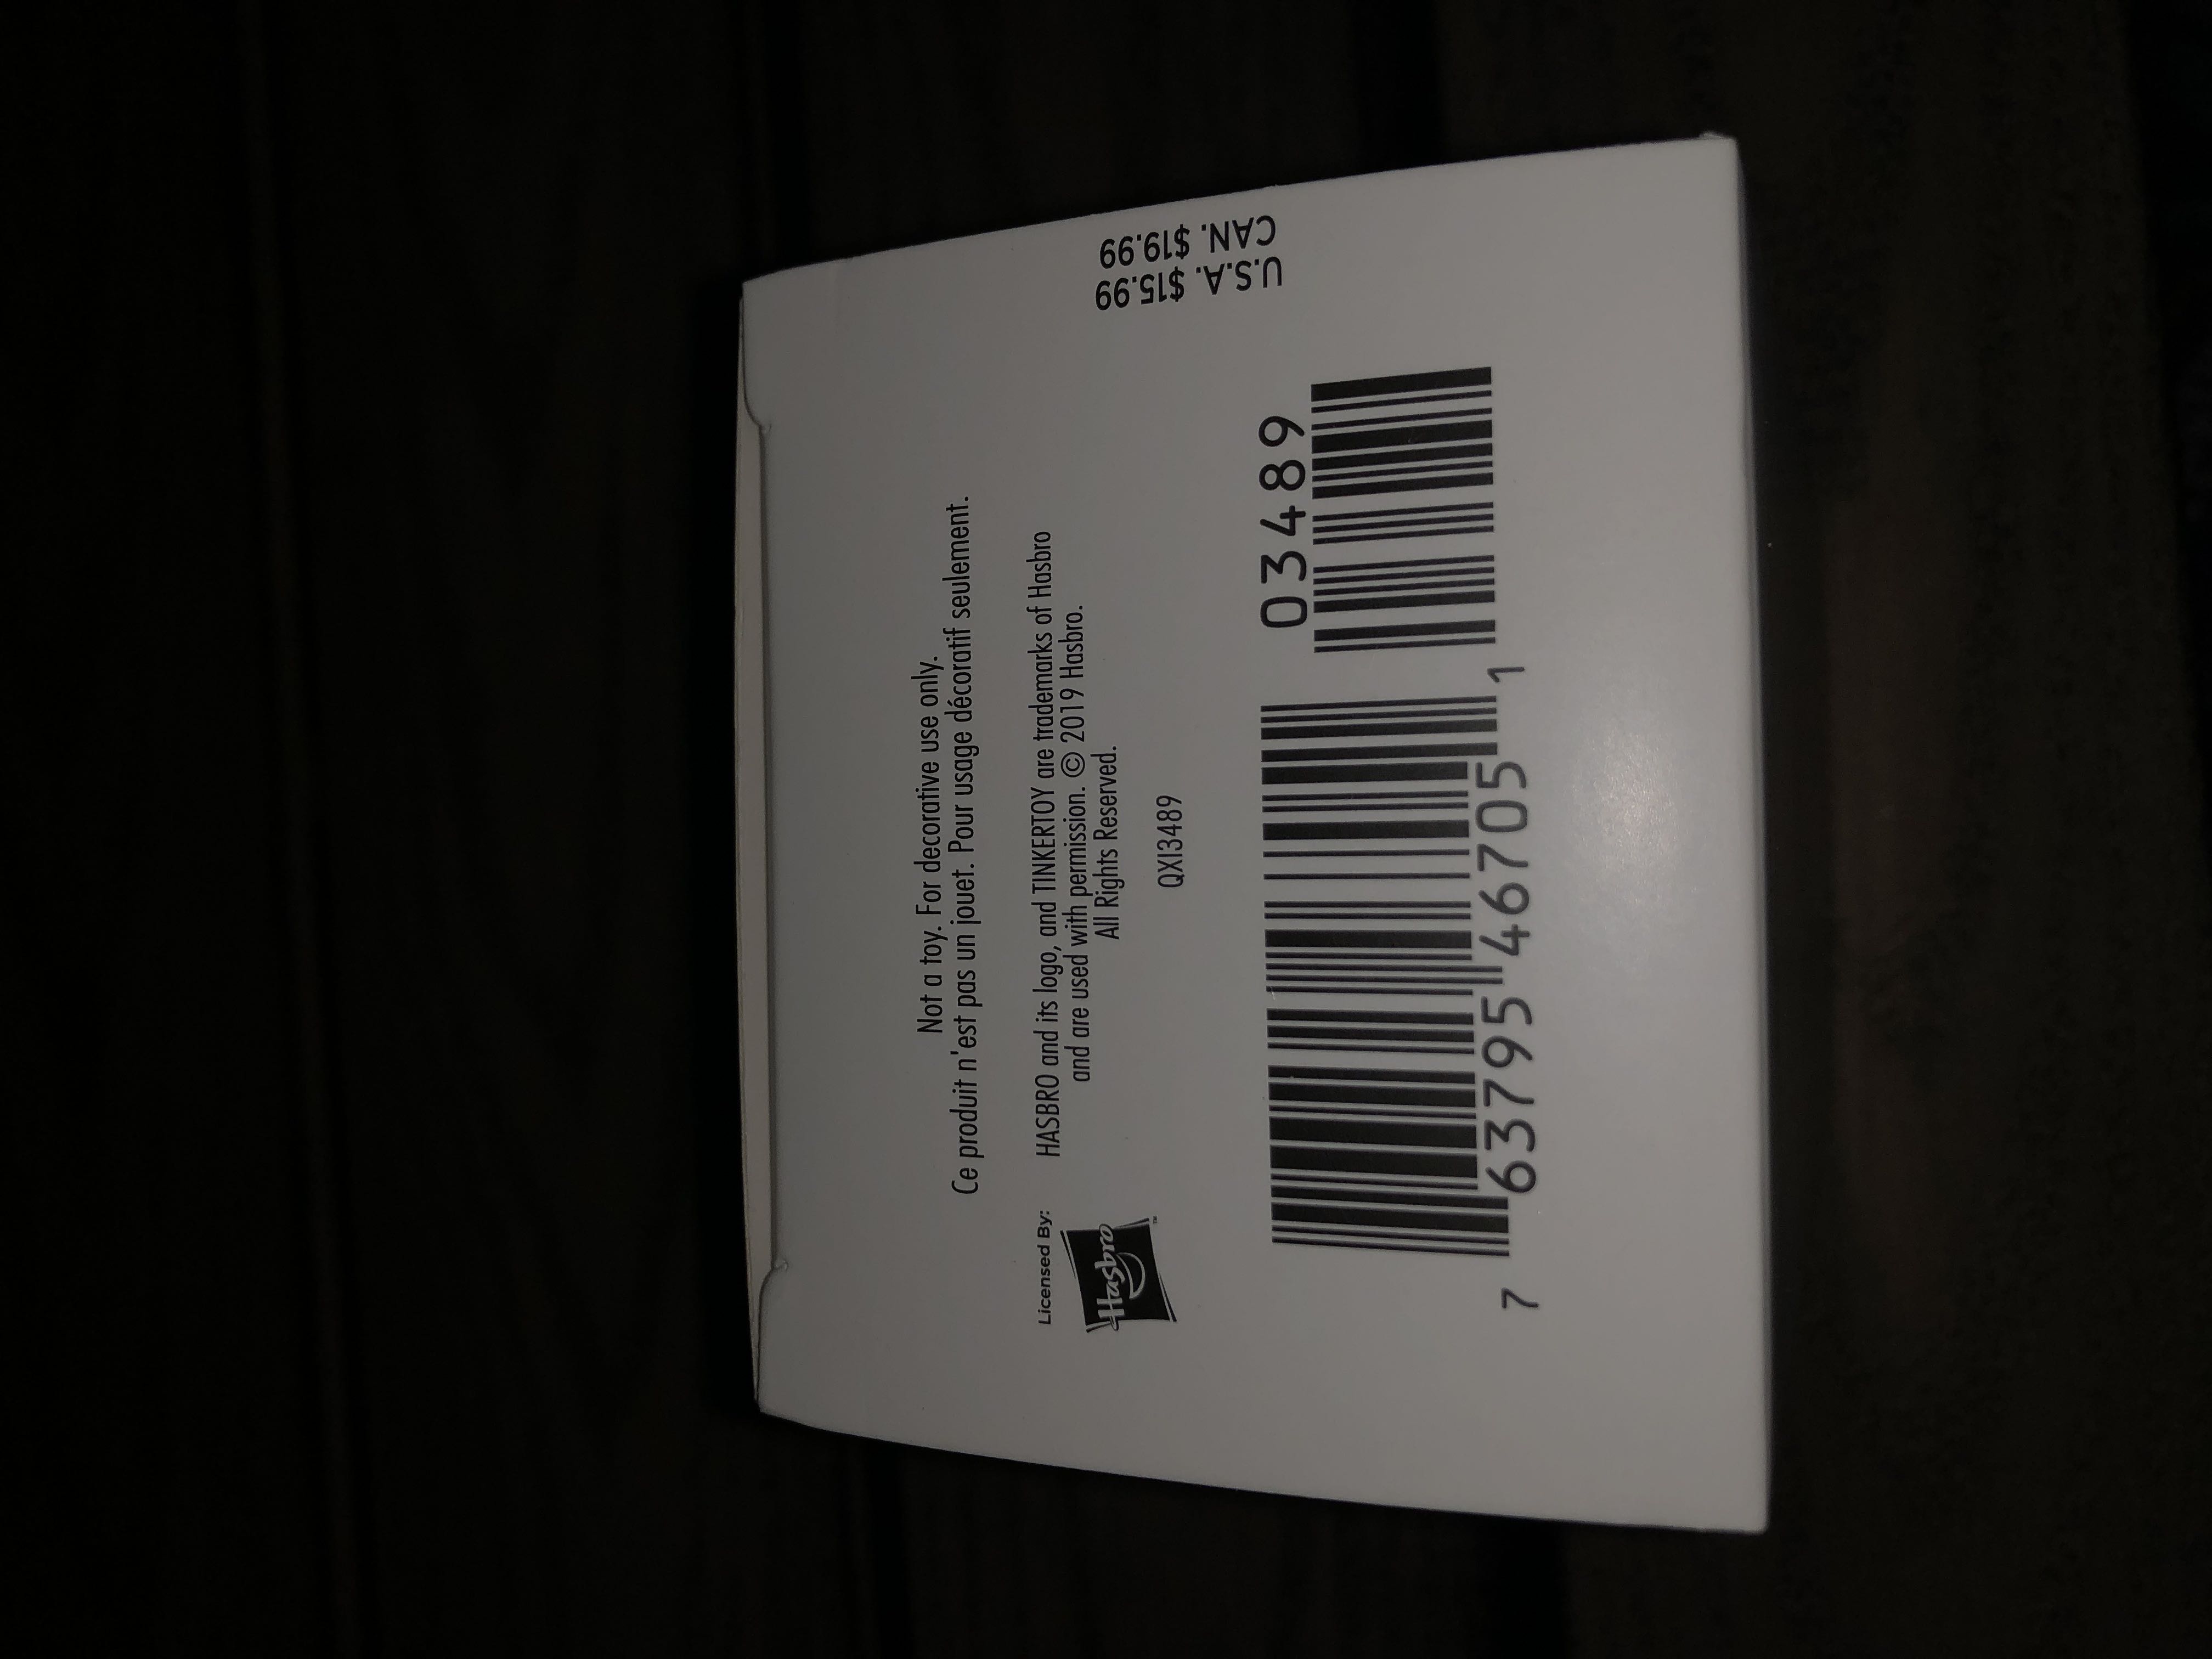 Not a toy. For decorative use only.
Ce produit n'est pas un jouet. Pour usage décoratif seulement.
Licensed By:
Hasbro
™
HASBRO and its logo, and TINKERTOY are trademarks of Hasbro
and are used with permission. © 2019 Hasbro.
All Rights Reserved.
QXI3489
03489
7 63795 46705 1
U.S.A. $15.99
CAN. $19.99